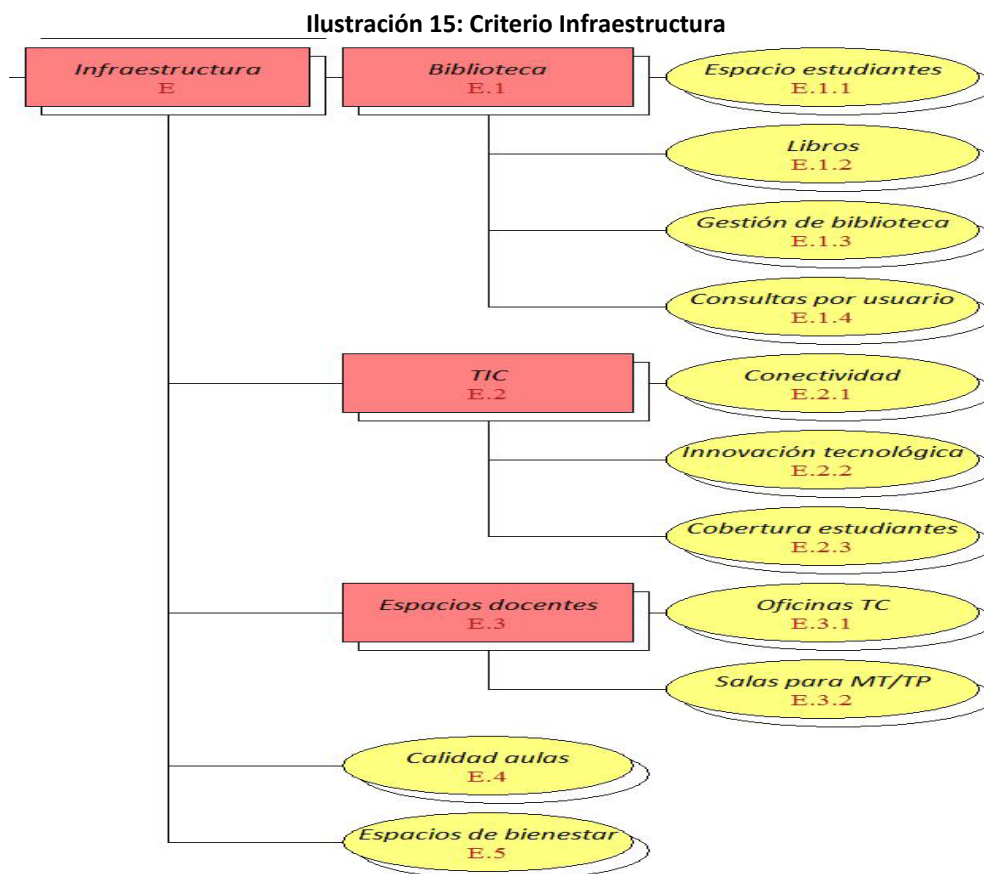 Ilustración 15: Criterio Infraestructura
Infraestructura
E
Biblioteca
E.1
Espacio estudiantes
E.1.1
Libros
E.1.2
Gestión de biblioteca
E.1.3
Consultas por usuario
E.1.4
TIC
E.2
Conectividad
E.2.1
Innovación tecnológica
E.2.2
Cobertura estudiantes
E.2.3
Espacios docentes
E.3
Oficinas TC
E.3.1
Salas para MT/TP
E.3.2
Calidad aulas
E.4
Espacios de bienestar
E.5